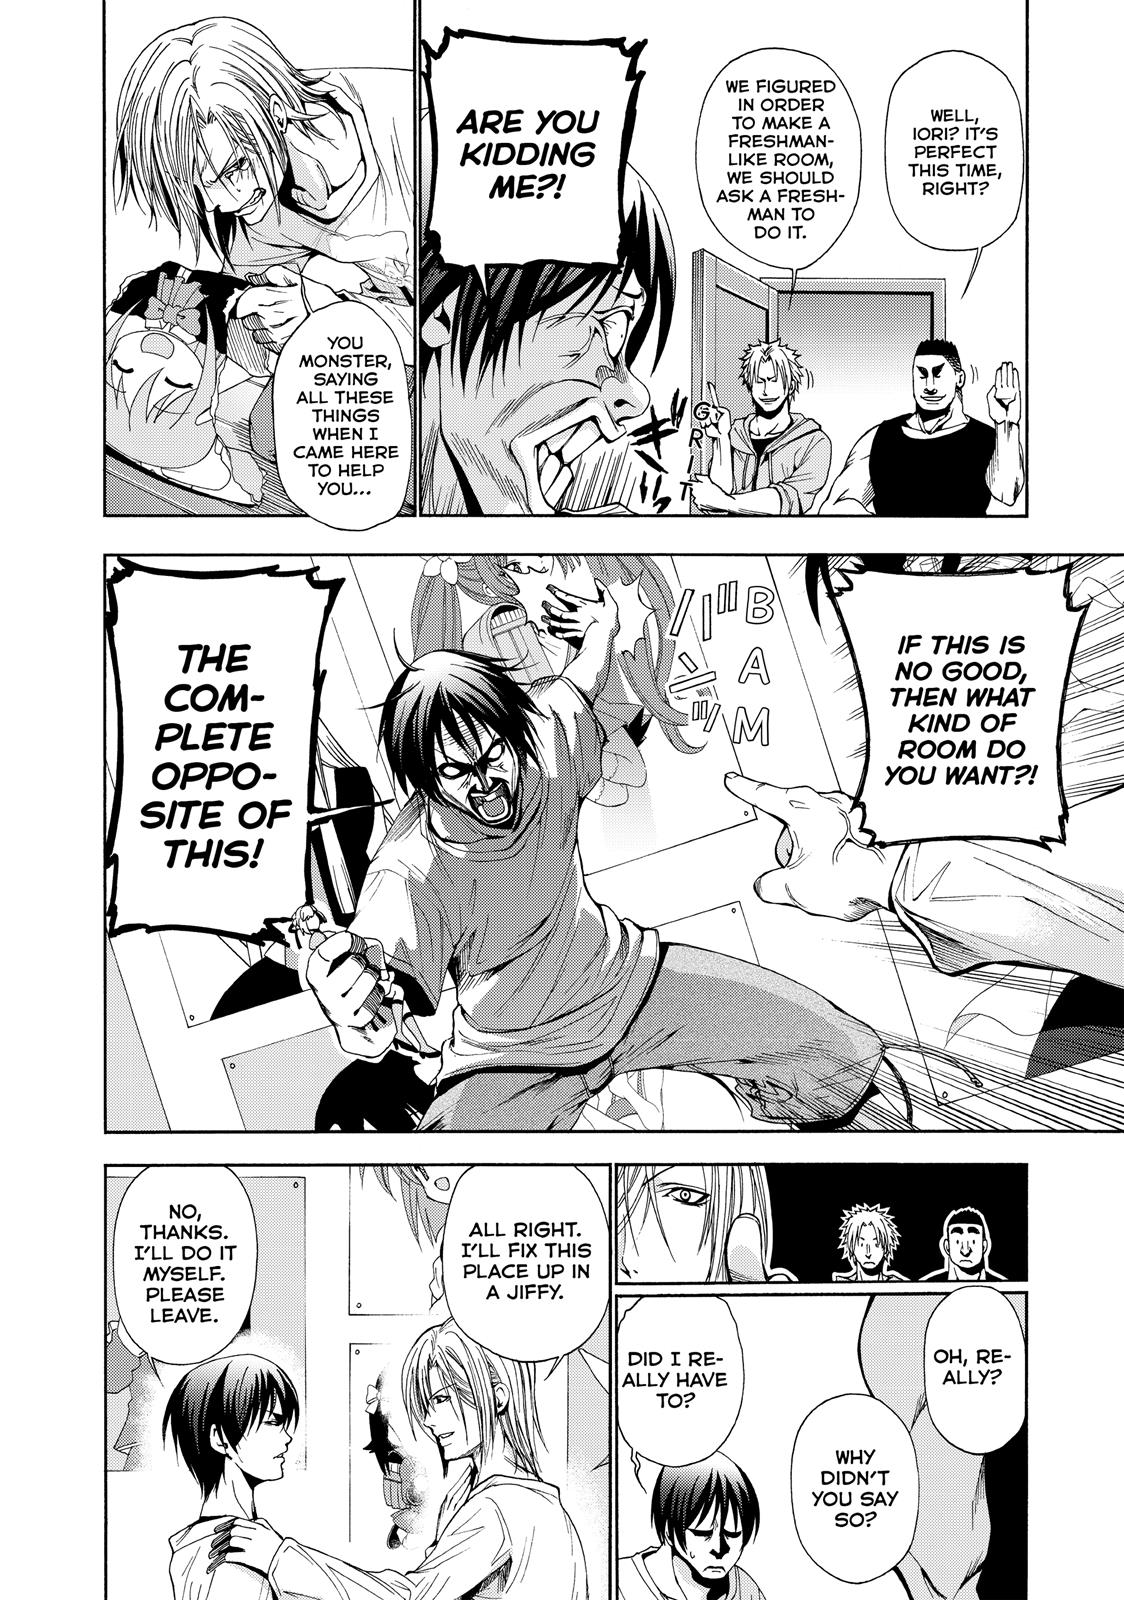 WELL,
IORI? IT'S
PERFECT
THIS TIME,
RIGHT?
WE FIGURED
IN ORDER
TO MAKE A
FRESHMAN-
LIKE ROOM,
WE SHOULD
ASK A FRESH-
MAN TO
DO IT.
ARE YOU
KIDDING
ME?!
GRIT
YOU
MONSTER,
SAYING
ALL THESE
THINGS
WHEN I
CAME HERE
TO HELP
YOU...
IF THIS IS
NO GOOD,
THEN WHAT
KIND OF
ROOM DO
YOU WANT?!
BAM
バンッ
THE
COM-
PLETE
OPPO-
SITE OF
THIS!
OH, RE-
ALLY?
WHY
DIDN'T
YOU SAY
SO?
DID I RE-
ALLY HAVE
TO?
ALL RIGHT.
I'LL FIX THIS
PLACE UP IN
A JIFFY.
NO,
THANKS.
I'LL DO IT
MYSELF.
PLEASE
LEAVE.